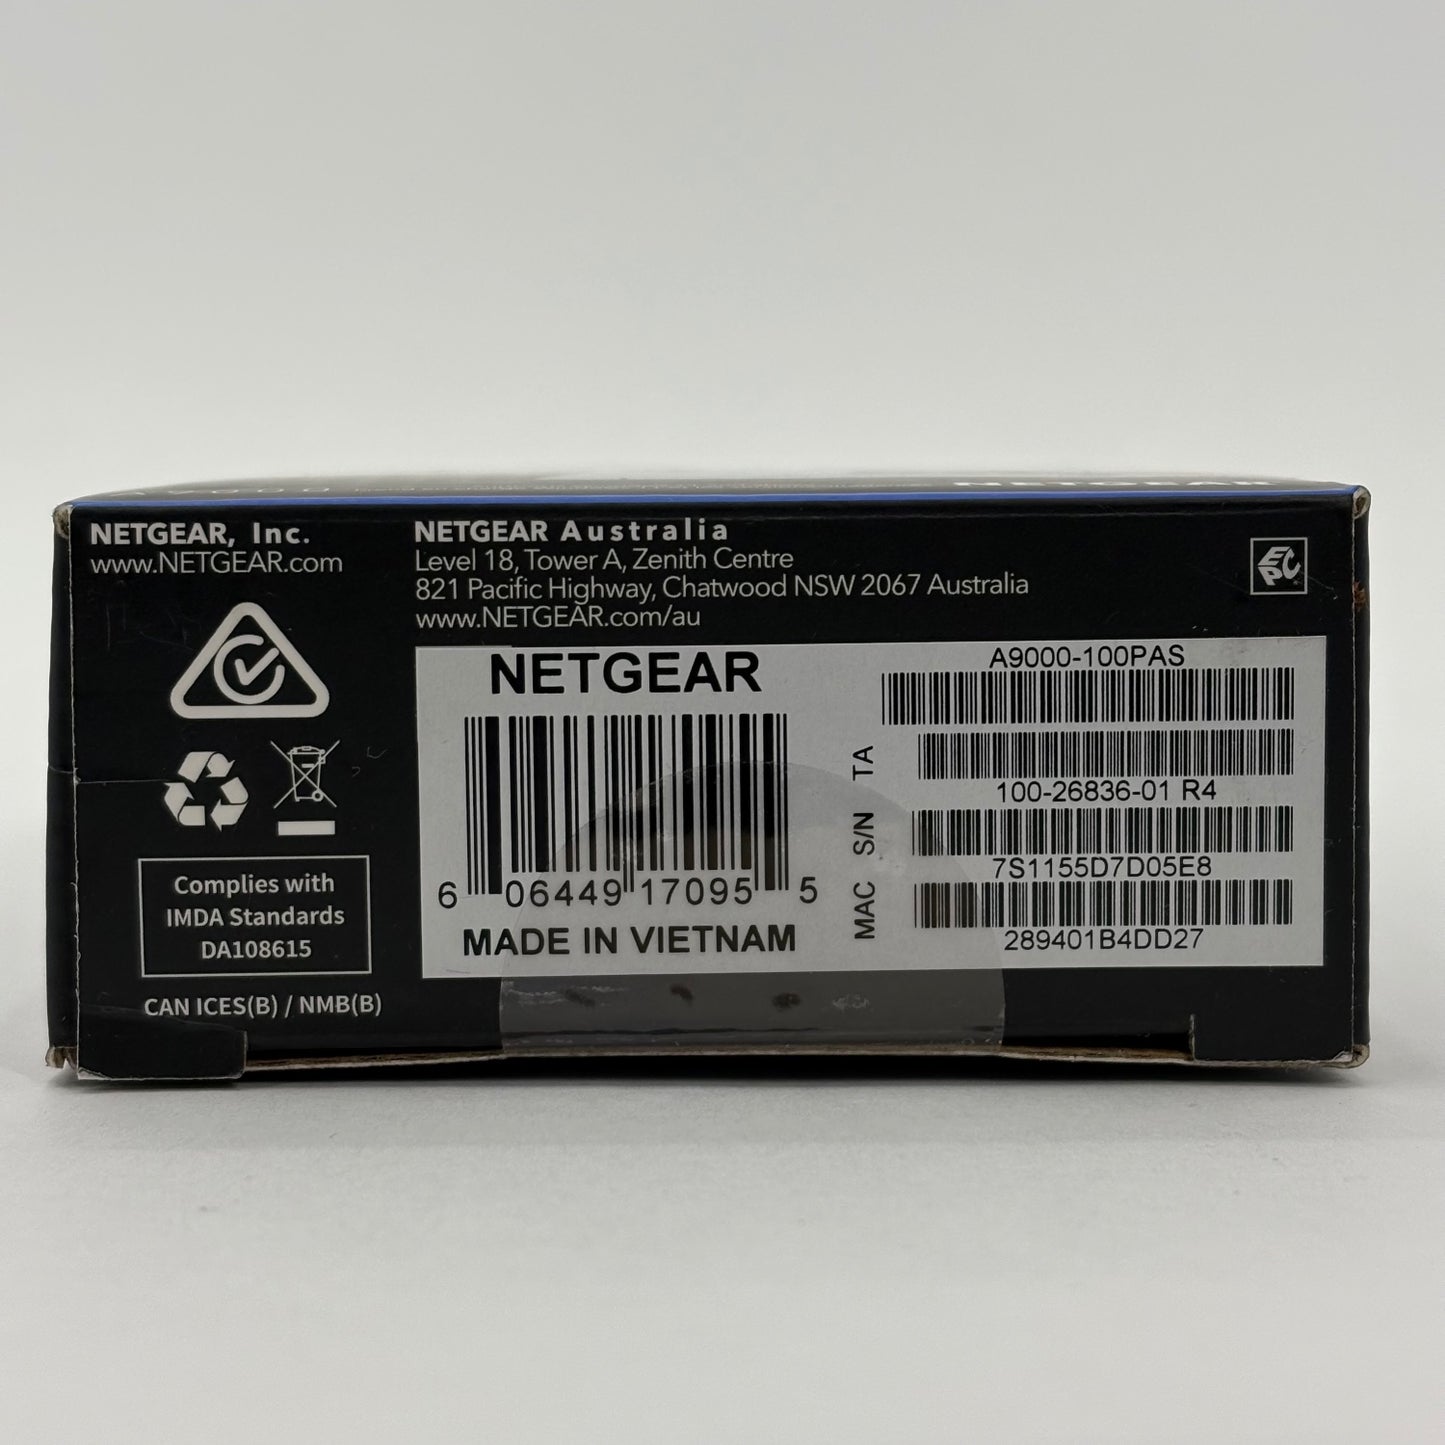 NETGEAR
NETGEAR, Inc.
www.NETGEAR.com
NETGEAR Australia
Level 18, Tower A, Zenith Centre
821 Pacific Highway, Chatwood NSW 2067 Australia
www.NETGEAR.com/au
EPC
NETGEAR
6 06449 17095 5
MADE IN VIETNAM
A9000-100PAS
TA
100-26836-01 R4
S/N
7S1155D7D05E8
MAC
289401B4DD27
Complies with
IMDA Standards
DA108615
CAN ICES(B) / NMB(B)